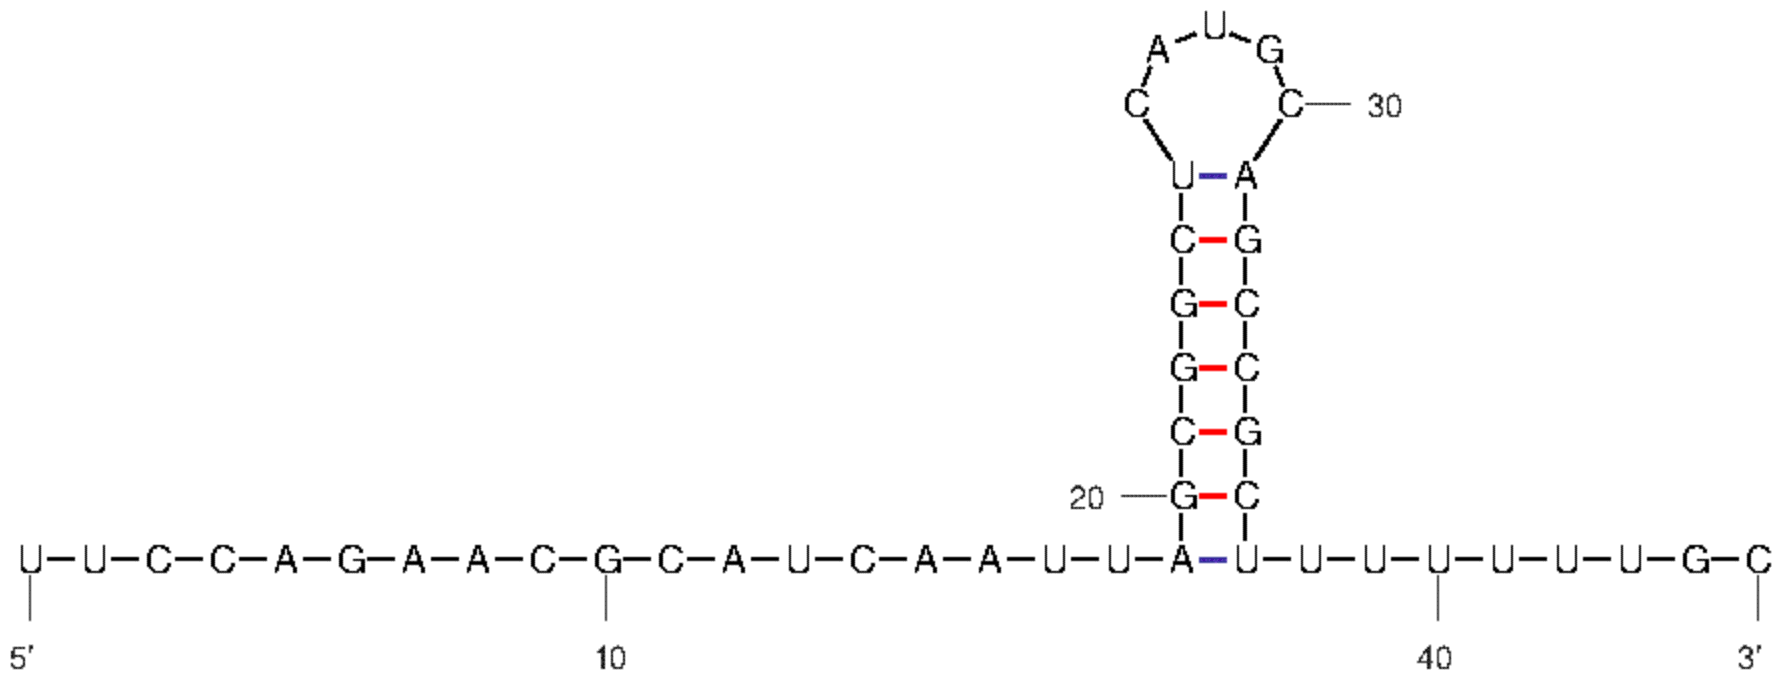 U
A G
C C 30
U A
C G
G C
G C
C G
20 G C
U U C C A G A A C G C A U C A A U U A U U U U U U U G C
5′ 10 40 3′